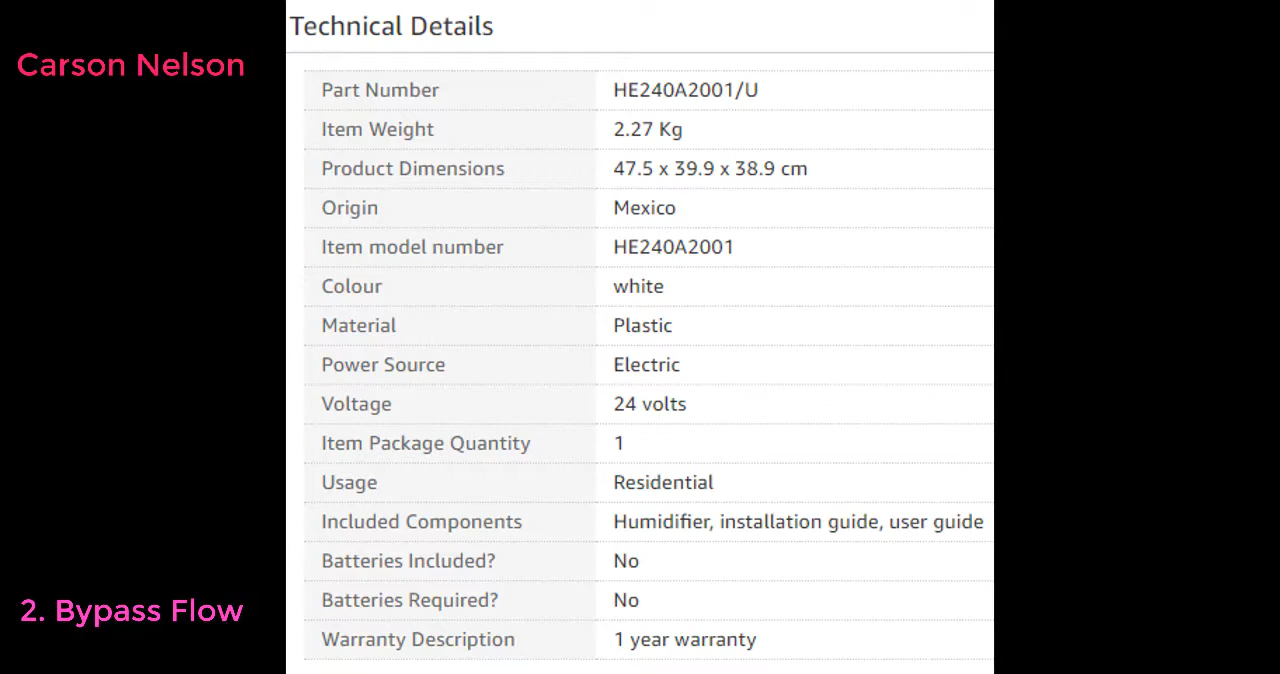 Technical Details
Carson Nelson
Part Number HE240A2001/U
Item Weight 2.27 Kg
Product Dimensions 47.5 x 39.9 x 38.9 cm
Origin Mexico
Item model number HE240A2001
Colour white
Material Plastic
Power Source Electric
Voltage 24 volts
Item Package Quantity 1
Usage Residential
Included Components Humidifier, installation guide, user guide
Batteries Included? No
Batteries Required? No
2. Bypass Flow
Warranty Description 1 year warranty